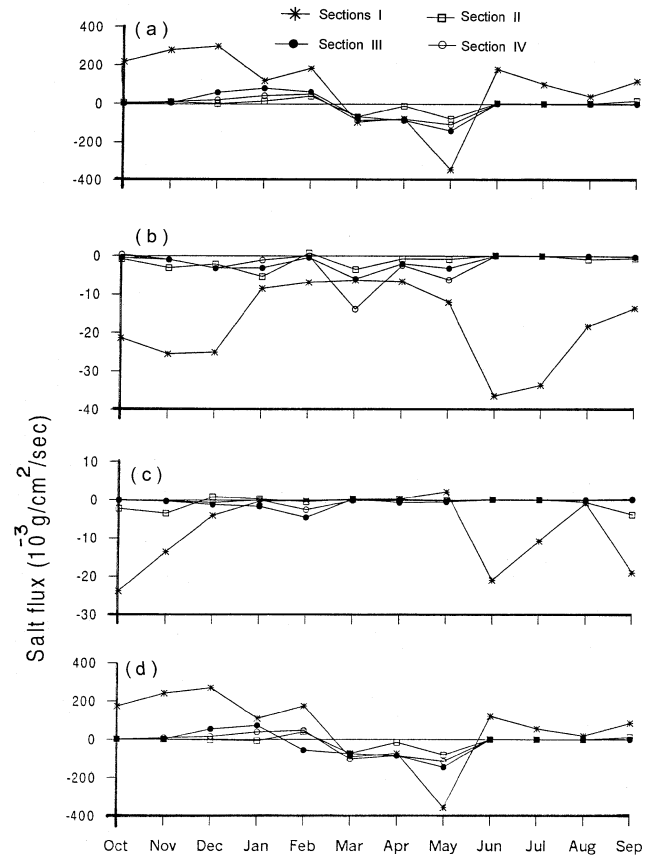 Sections I
Section II
Section III
Section IV
(a)
400
200
0
-200
-400
(b)
0
-10
-20
-30
-40
(c)
10
0
-10
-20
-30
(d)
400
200
0
-200
-400
Salt flux (10⁻³ g/cm²/sec)
Oct Nov Dec Jan Feb Mar Apr May Jun Jul Aug Sep